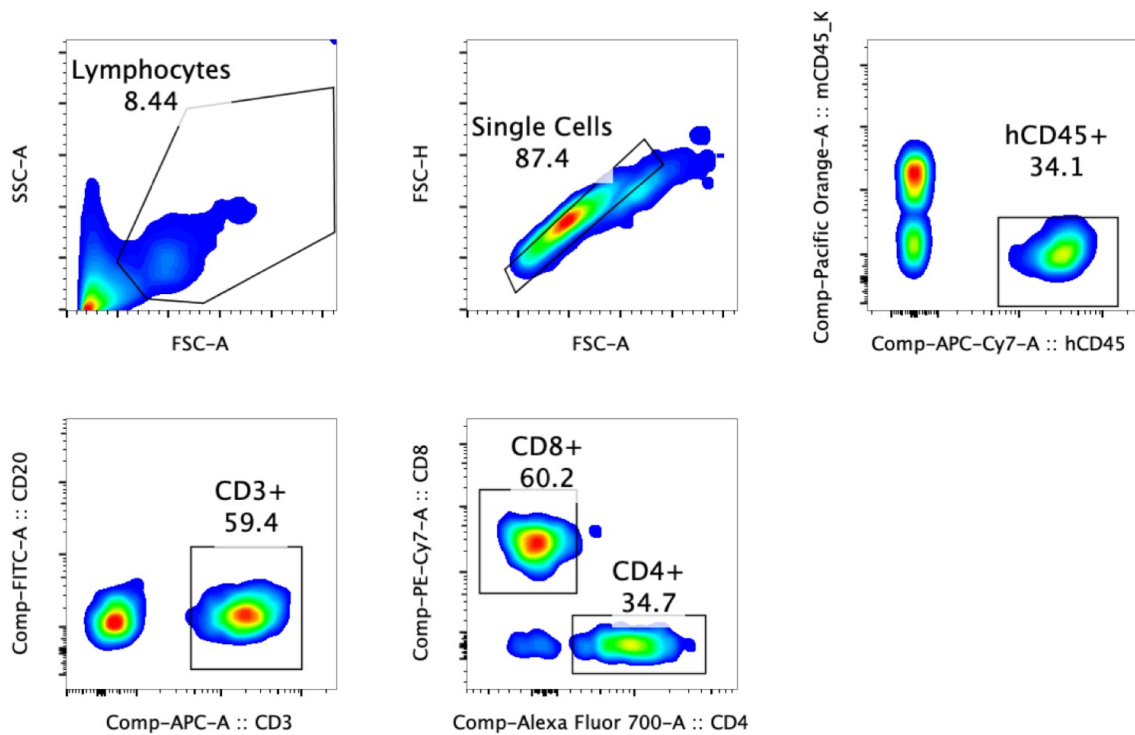 Lymphocytes
8.44
SSC-A
FSC-A
Single Cells
87.4
FSC-H
FSC-A
hCD45+
34.1
Comp-Pacific Orange-A :: mCD45_K
Comp-APC-Cy7-A :: hCD45
CD3+
59.4
Comp-FITC-A :: CD20
Comp-APC-A :: CD3
CD8+
60.2
CD4+
34.7
Comp-PE-Cy7-A :: CD8
Comp-Alexa Fluor 700-A :: CD4